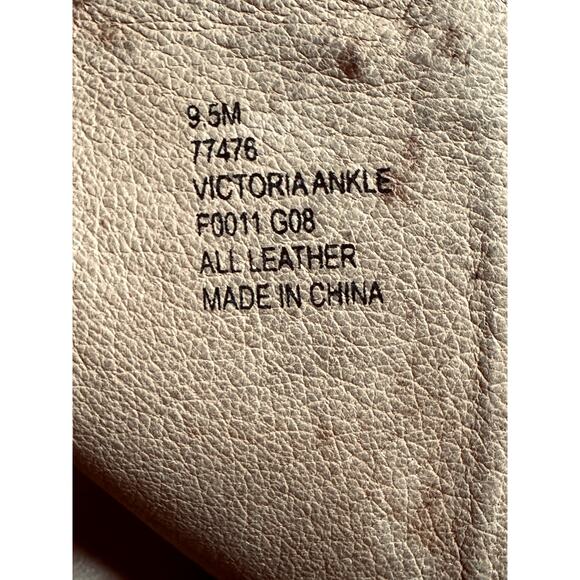 9.5M
77476
VICTORIA ANKLE
F0011 G08
ALL LEATHER
MADE IN CHINA